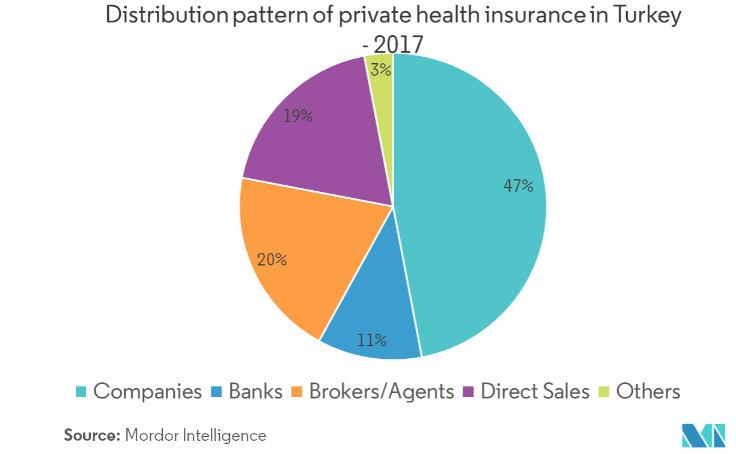 Distribution pattern of private health insurance in Turkey
- 2017
3%
19%
47%
20%
11%
Companies Banks Brokers/Agents Direct Sales Others
Source: Mordor Intelligence